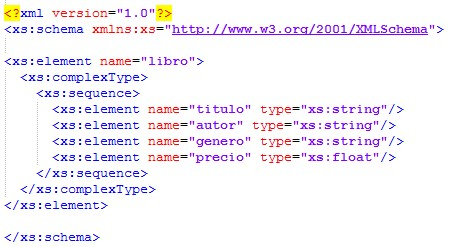 <?xml version="1.0"?>
<xs:schema xmlns:xs="http://www.w3.org/2001/XMLSchema">
<xs:element name="libro">
<xs:complexType>
<xs:sequence>
<xs:element name="titulo" type="xs:string"/>
<xs:element name="autor" type="xs:string"/>
<xs:element name="genero" type="xs:string"/>
<xs:element name="precio" type="xs:float"/>
</xs:sequence>
</xs:complexType>
</xs:element>
</xs:schema>